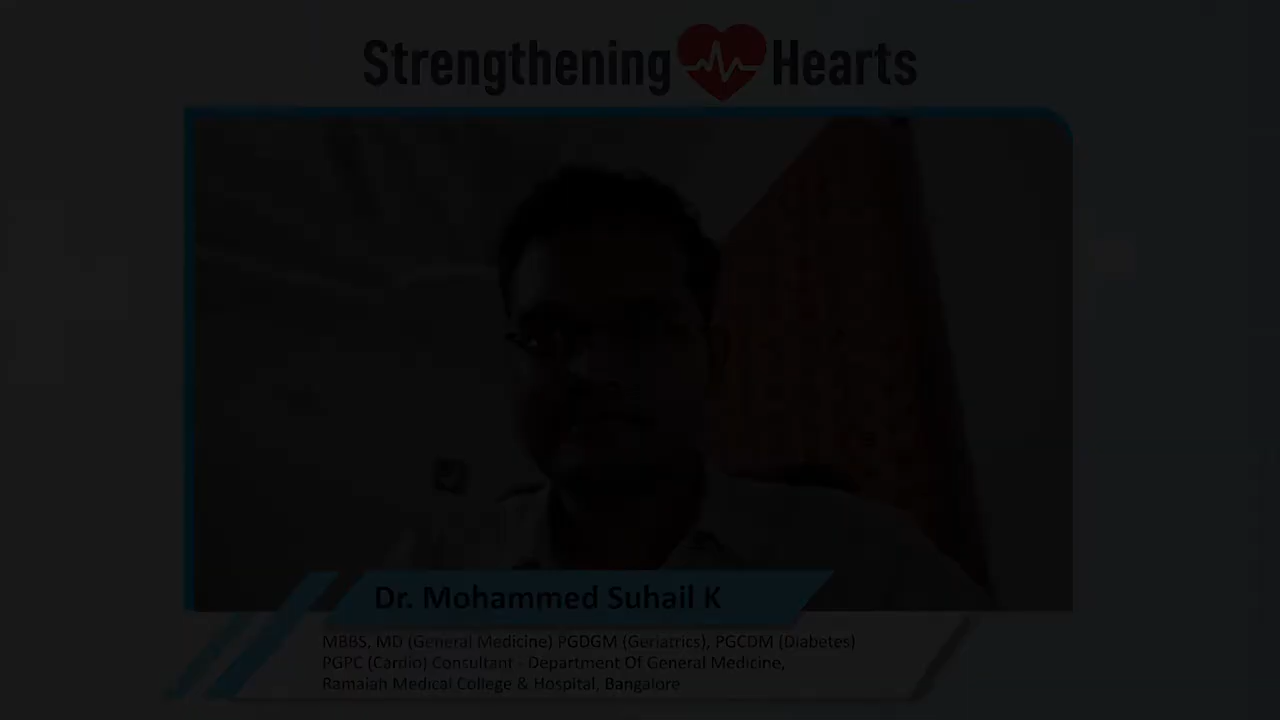 Strengthening Hearts
Dr. Mohammed Suhail K
MBBS, MD (General Medicine) PGDGM (Geriatrics), PGCDM (Diabetes)
PGPC (Cardio) Consultant - Department Of General Medicine,
Ramaiah Medical College & Hospital, Bangalore